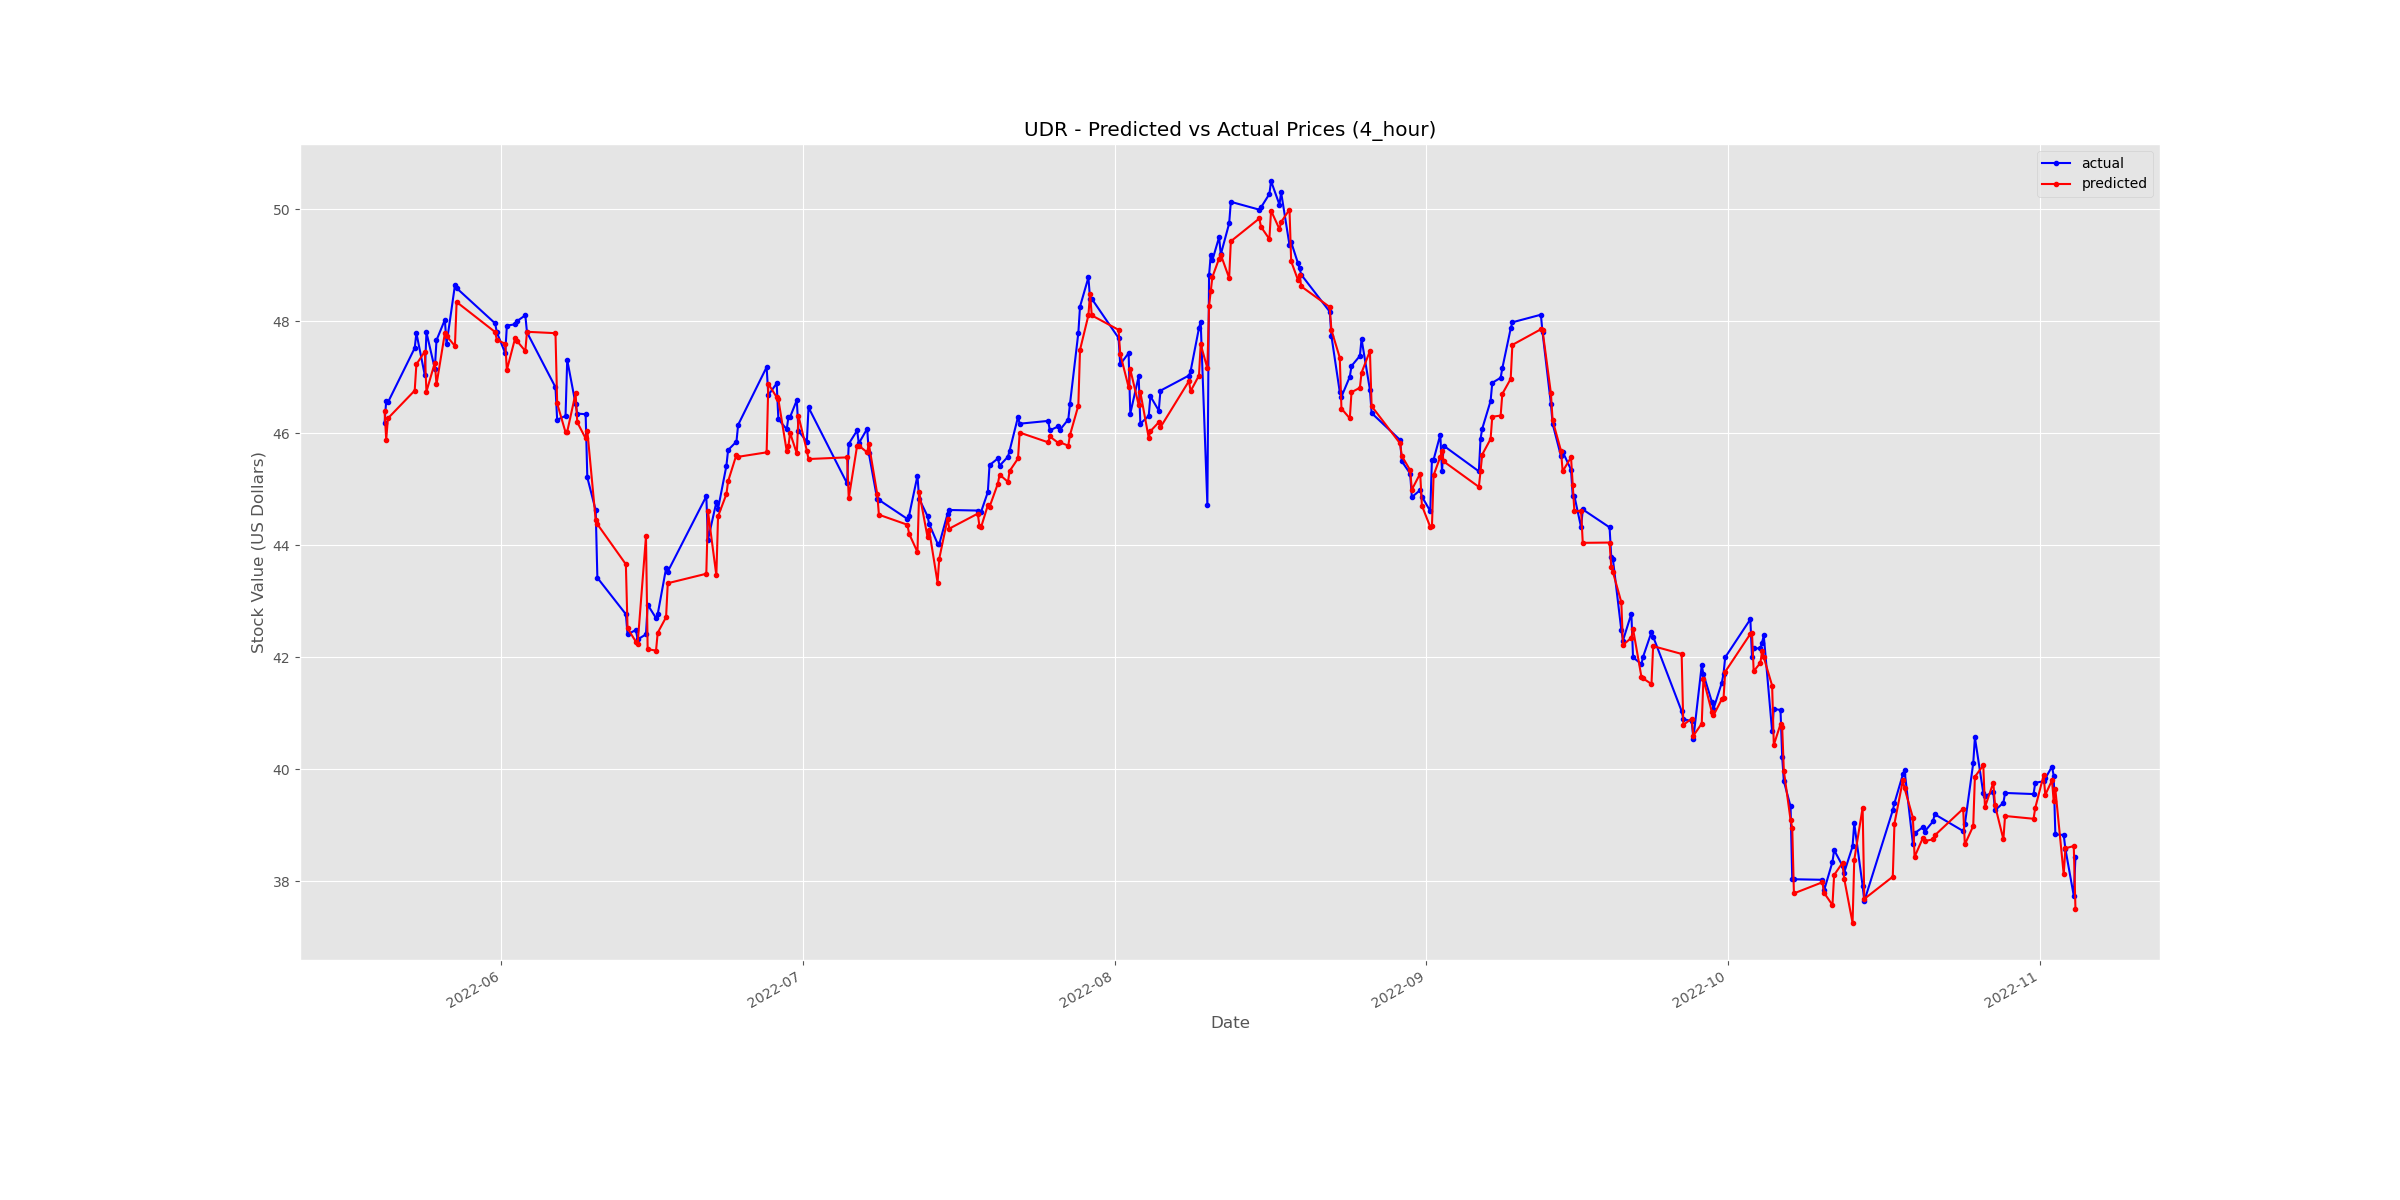 UDR - Predicted vs Actual Prices (4_hour)
actual
predicted
50
48
46
44
42
40
38
Stock Value (US Dollars)
2022-06
2022-07
2022-08
2022-09
2022-10
2022-11
Date